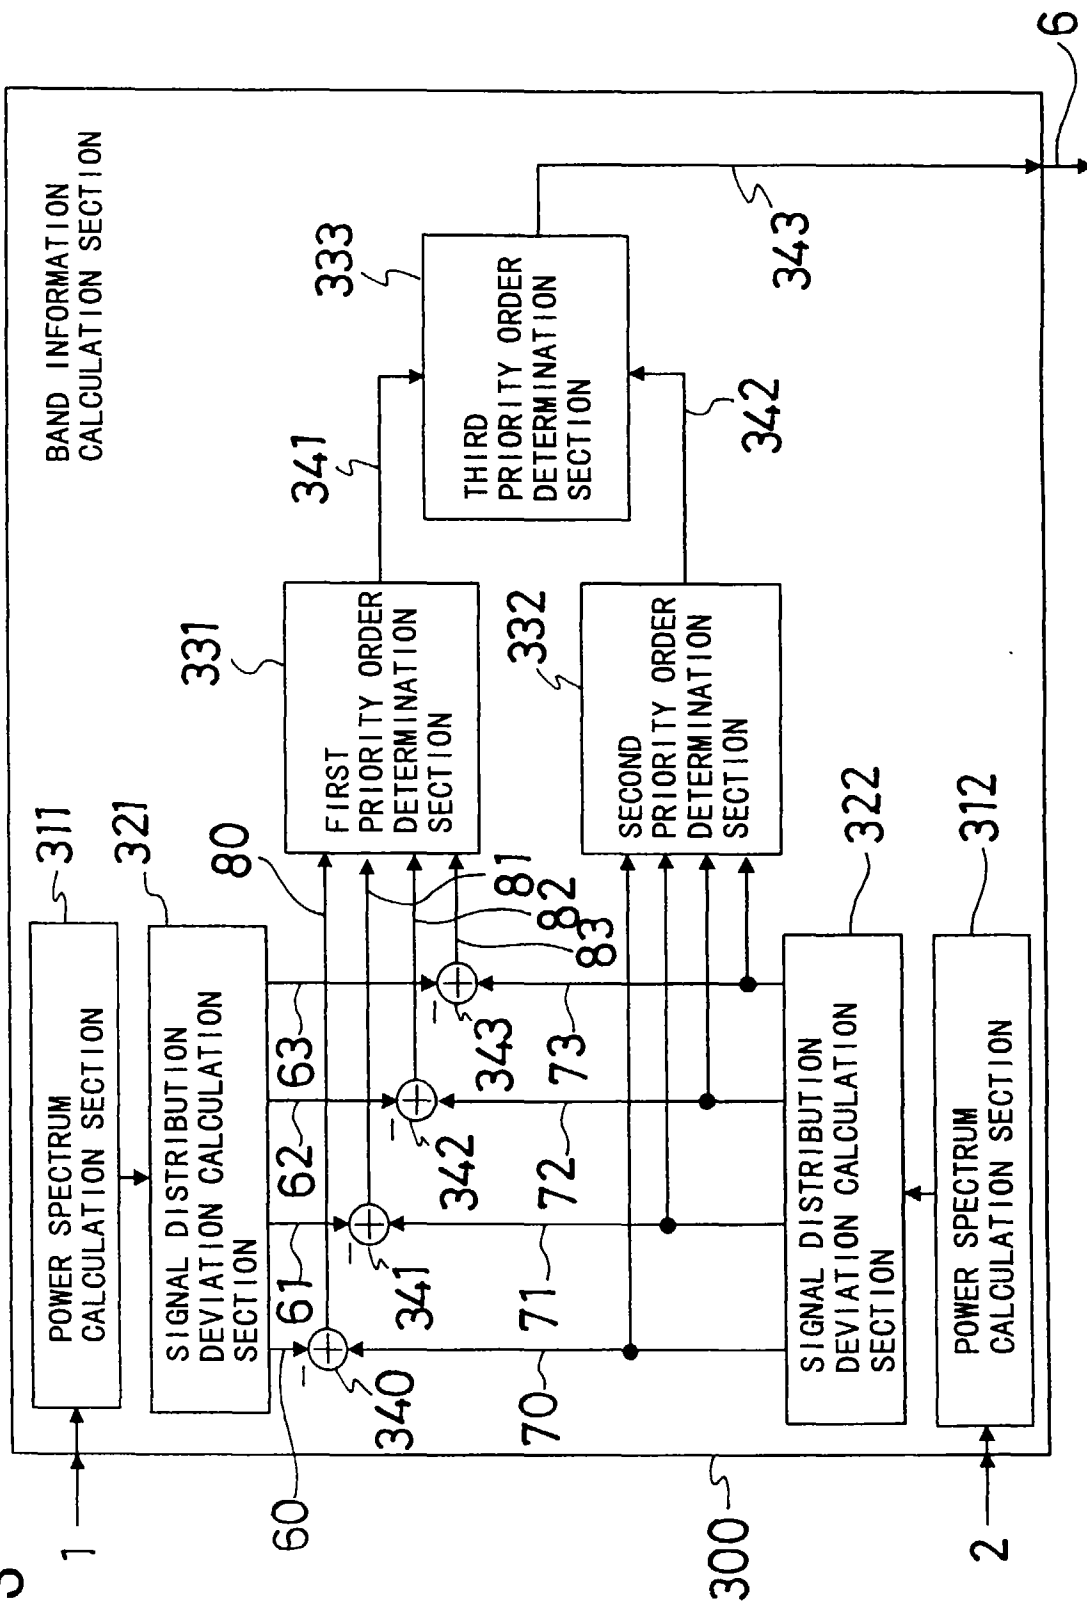 BAND INFORMATION
CALCULATION SECTION
1
POWER SPECTRUM
CALCULATION SECTION
311
SIGNAL DISTRIBUTION
DEVIATION CALCULATION
SECTION
321
60
61
62
63
80
81
82
83
340
341
342
343
FIRST
PRIORITY ORDER
DETERMINATION
SECTION
331
341
THIRD
PRIORITY ORDER
DETERMINATION
SECTION
333
343
6
342
SECOND
PRIORITY ORDER
DETERMINATION
SECTION
332
70
71
72
73
SIGNAL DISTRIBUTION
DEVIATION CALCULATION
SECTION
322
POWER SPECTRUM
CALCULATION SECTION
312
2
300